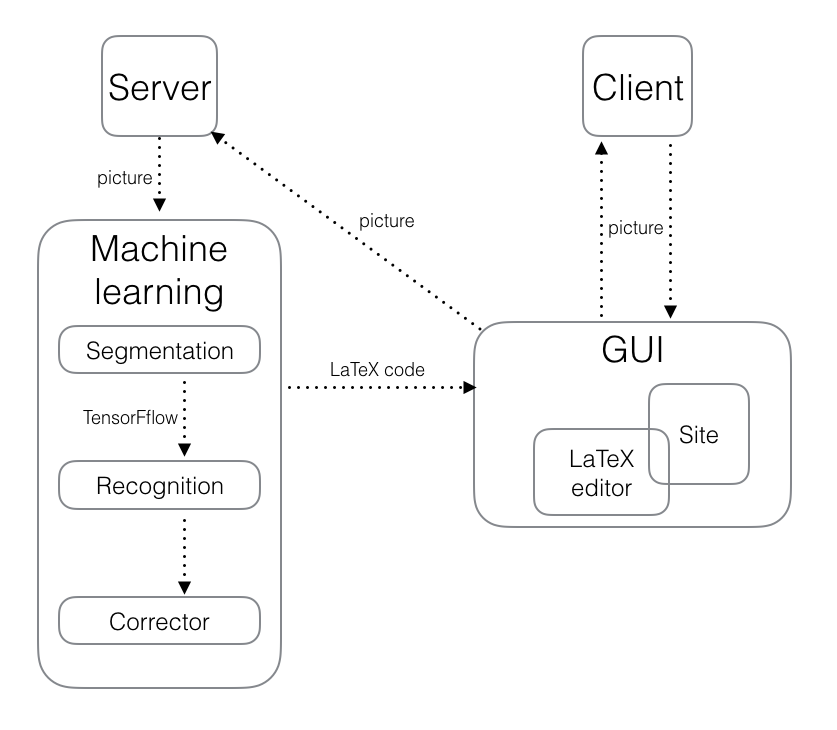 Server
Client
picture
picture
picture
Machine
learning
Segmentation
TensorFflow
Recognition
Corrector
LaTeX code
GUI
Site
LaTeX
editor